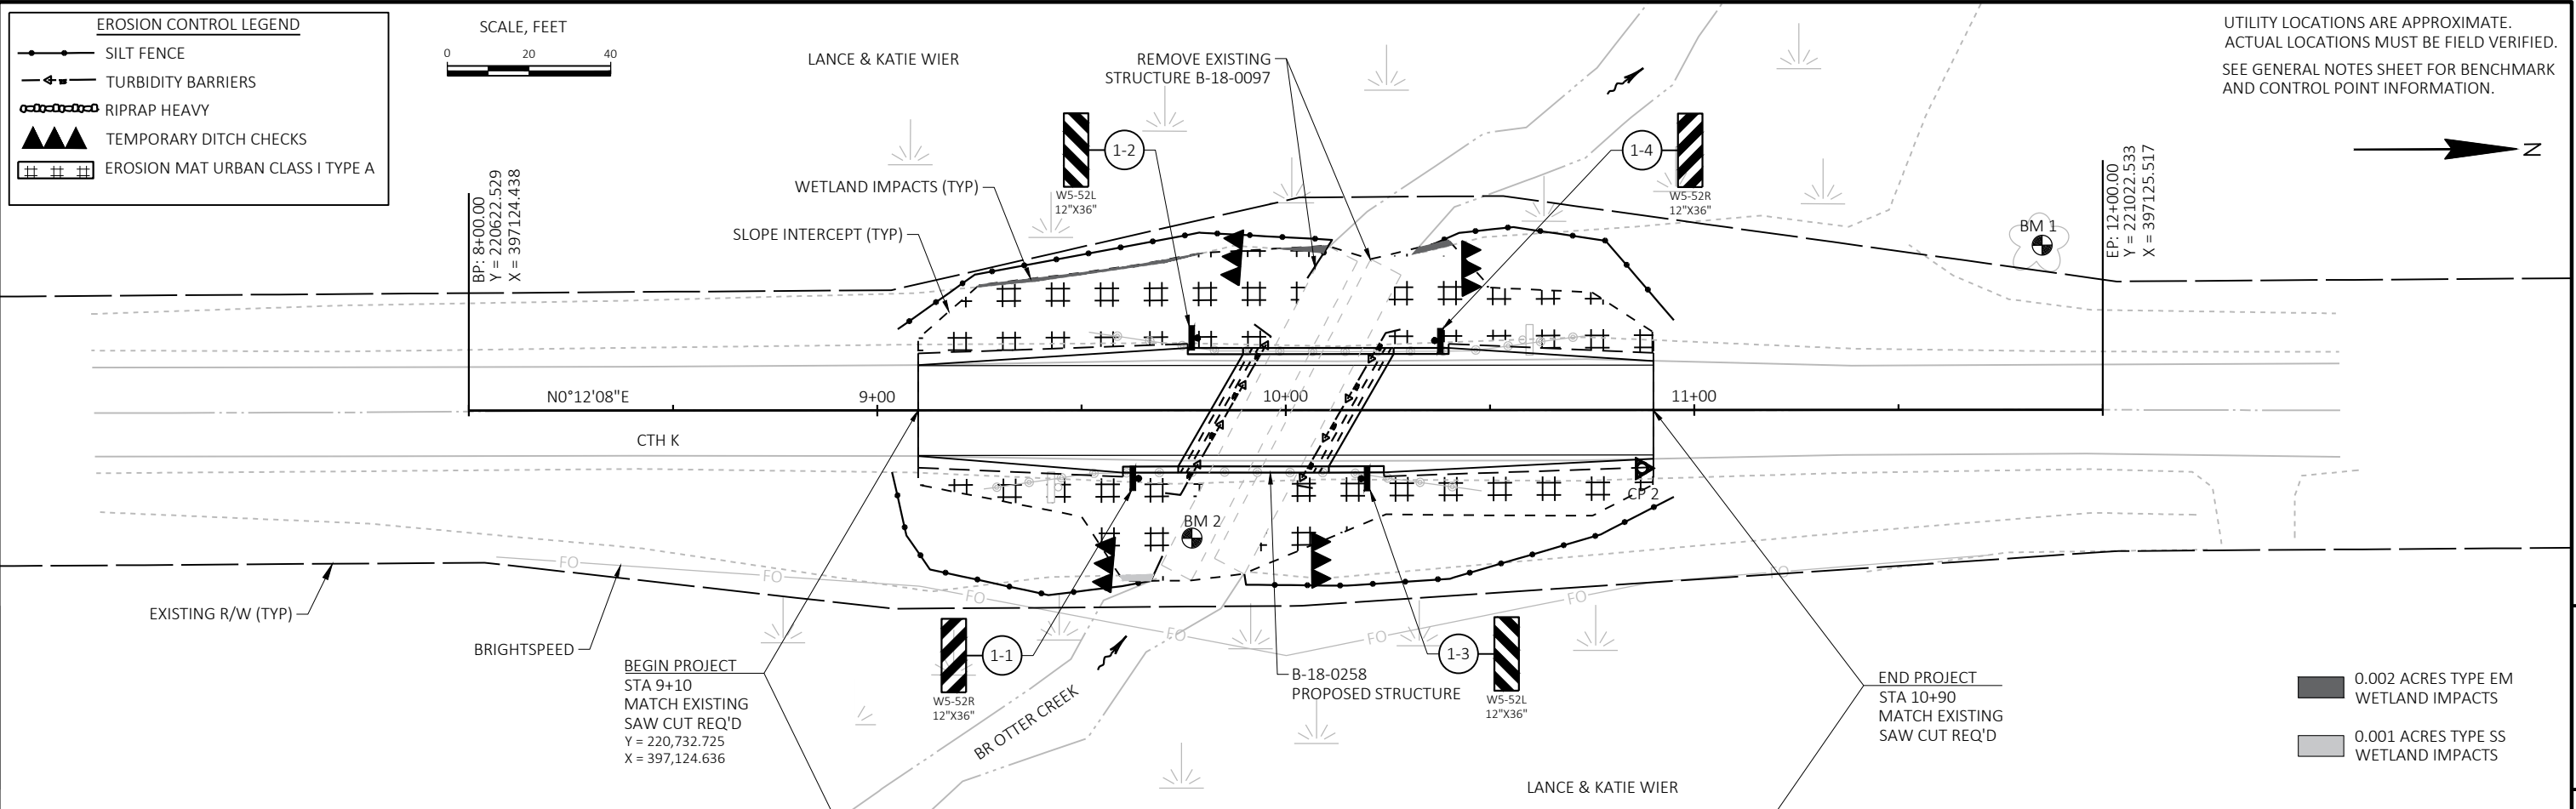 EROSION CONTROL LEGEND
SILT FENCE
TURBIDITY BARRIERS
RIPRAP HEAVY
TEMPORARY DITCH CHECKS
EROSION MAT URBAN CLASS I TYPE A
SCALE, FEET
0 20 40
LANCE & KATIE WIER
REMOVE EXISTING
STRUCTURE B-18-0097
UTILITY LOCATIONS ARE APPROXIMATE.
ACTUAL LOCATIONS MUST BE FIELD VERIFIED.
SEE GENERAL NOTES SHEET FOR BENCHMARK
AND CONTROL POINT INFORMATION.
N
1-2
W5-52L
12"X36"
1-4
W5-52R
12"X36"
WETLAND IMPACTS (TYP)
SLOPE INTERCEPT (TYP)
BP: 8+00.00
Y = 220622.529
X = 397124.438
BM 1
EP: 12+00.00
Y = 221022.533
X = 397125.517
N0°12'08"E
9+00
10+00
11+00
CTH K
CP 2
BM 2
FO
FO
FO
FO
FO
FO
FO
EXISTING R/W (TYP)
BRIGHTSPEED
1-1
W5-52R
12"X36"
1-3
W5-52L
12"X36"
BEGIN PROJECT
STA 9+10
MATCH EXISTING
SAW CUT REQ'D
Y = 220,732.725
X = 397,124.636
BR OTTER CREEK
B-18-0258
PROPOSED STRUCTURE
END PROJECT
STA 10+90
MATCH EXISTING
SAW CUT REQ'D
LANCE & KATIE WIER
0.002 ACRES TYPE EM
WETLAND IMPACTS
0.001 ACRES TYPE SS
WETLAND IMPACTS